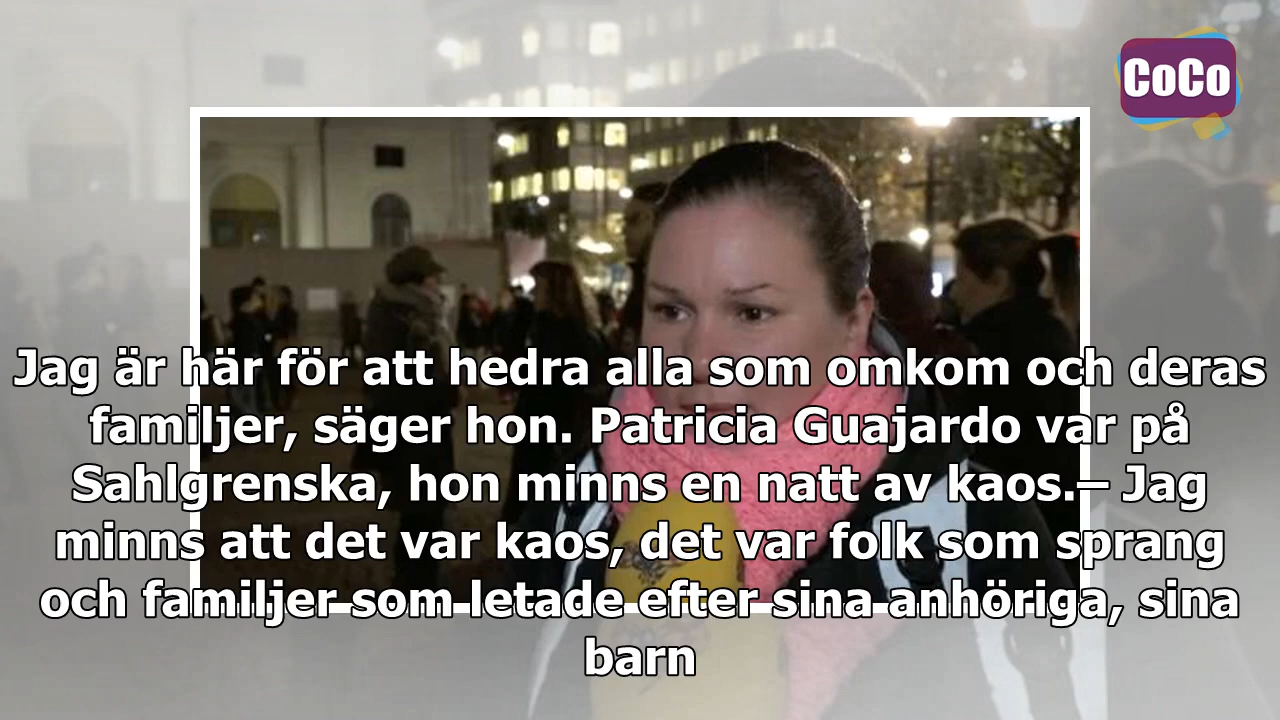 CoCo
Jag är här för att hedra alla som omkom och deras
familjer, säger hon. Patricia Guajardo var på
Sahlgrenska, hon minns en natt av kaos.– Jag
minns att det var kaos, det var folk som sprang
och familjer som letade efter sina anhöriga, sina
barn